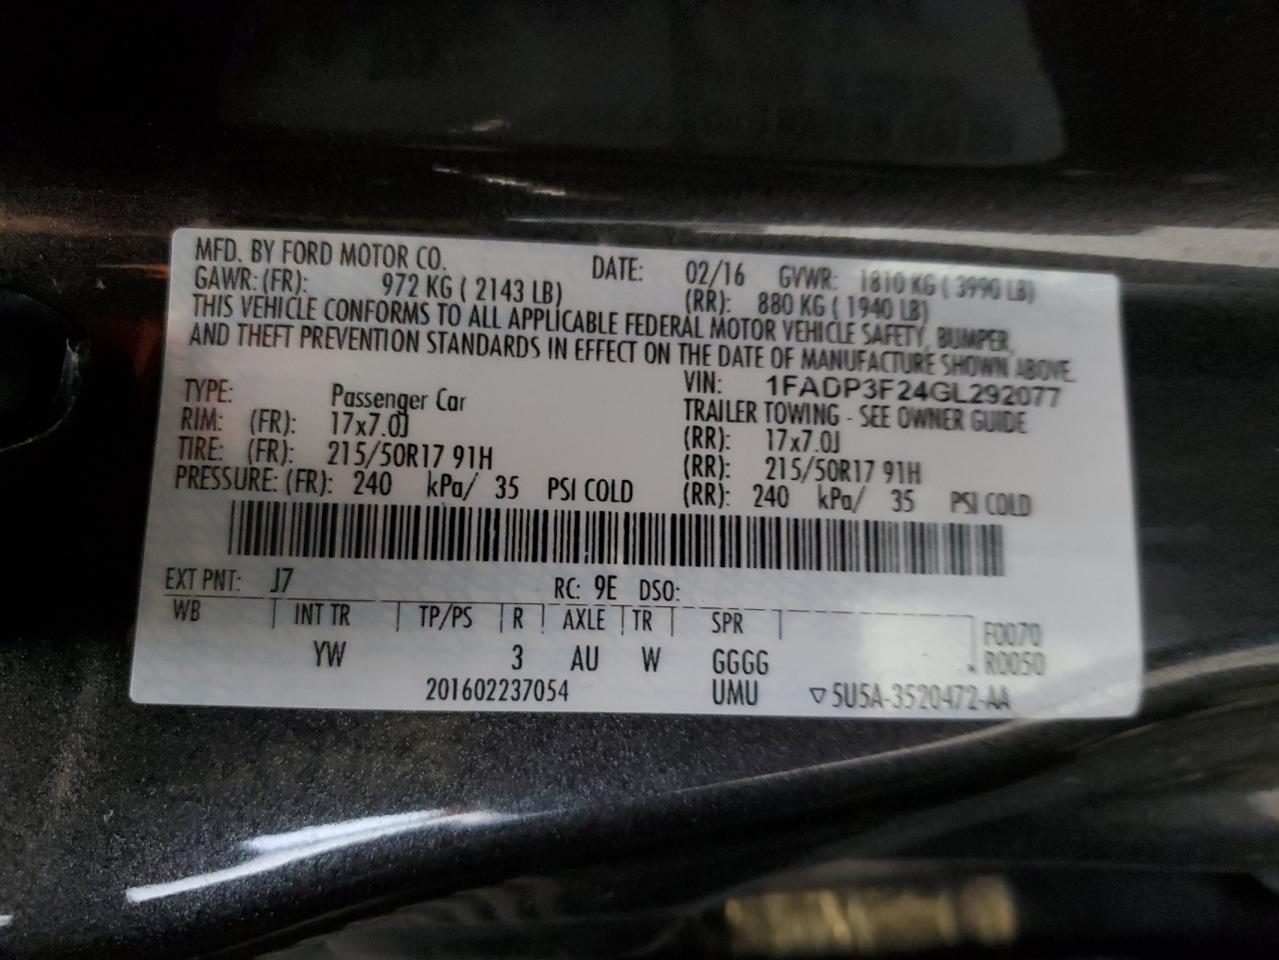 MFD. BY FORD MOTOR CO. DATE: 02/16 GVWR: 1810 KG ( 3990 LB)
GAWR: (FR): 972 KG ( 2143 LB) (RR): 880 KG ( 1940 LB)
THIS VEHICLE CONFORMS TO ALL APPLICABLE FEDERAL MOTOR VEHICLE SAFETY, BUMPER,
AND THEFT PREVENTION STANDARDS IN EFFECT ON THE DATE OF MANUFACTURE SHOWN ABOVE.
VIN: 1FADP3F24GL292077
TYPE: Passenger Car TRAILER TOWING - SEE OWNER GUIDE
RIM: (FR): 17x7.0J (RR): 17x7.0J
TIRE: (FR): 215/50R17 91H (RR): 215/50R17 91H
PRESSURE: (FR): 240 kPa/ 35 PSI COLD (RR): 240 kPa/ 35 PSI COLD
EXT PNT: J7 RC: 9E DSO:
WB | INT TR | TP/PS | R | AXLE | TR | SPR | F0070
YW 3 AU W GGGG R0050
201602237054 UMU ▽ 5U5A-3520472-AA